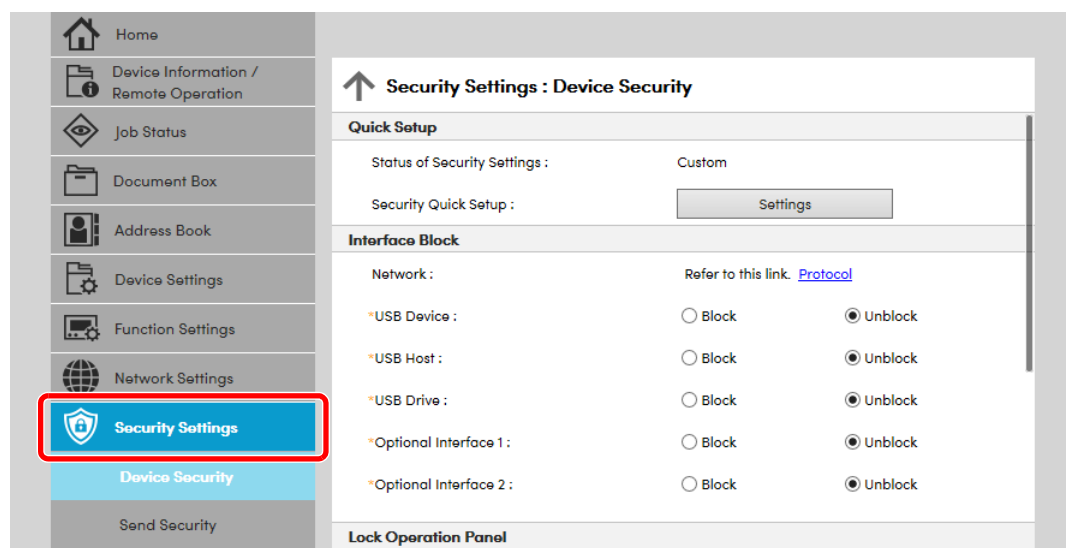 Home
Device Information /
Remote Operation
Job Status
Document Box
Address Book
Device Settings
Function Settings
Network Settings
Security Settings
Device Security
Send Security
Security Settings : Device Security
Quick Setup
Status of Security Settings : Custom
Security Quick Setup : Settings
Interface Block
Network : Refer to this link. Protocol
*USB Device : Block Unblock
*USB Host : Block Unblock
*USB Drive : Block Unblock
*Optional Interface 1 : Block Unblock
*Optional Interface 2 : Block Unblock
Lock Operation Panel